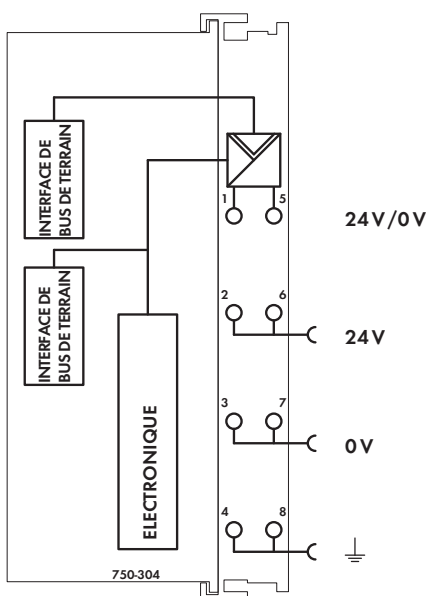 INTERFACE DE
BUS DE TERRAIN
1 5
24V/0V
INTERFACE DE
BUS DE TERRAIN
2 6
24V
ELECTRONIQUE
3 7
0V
4 8
750-304